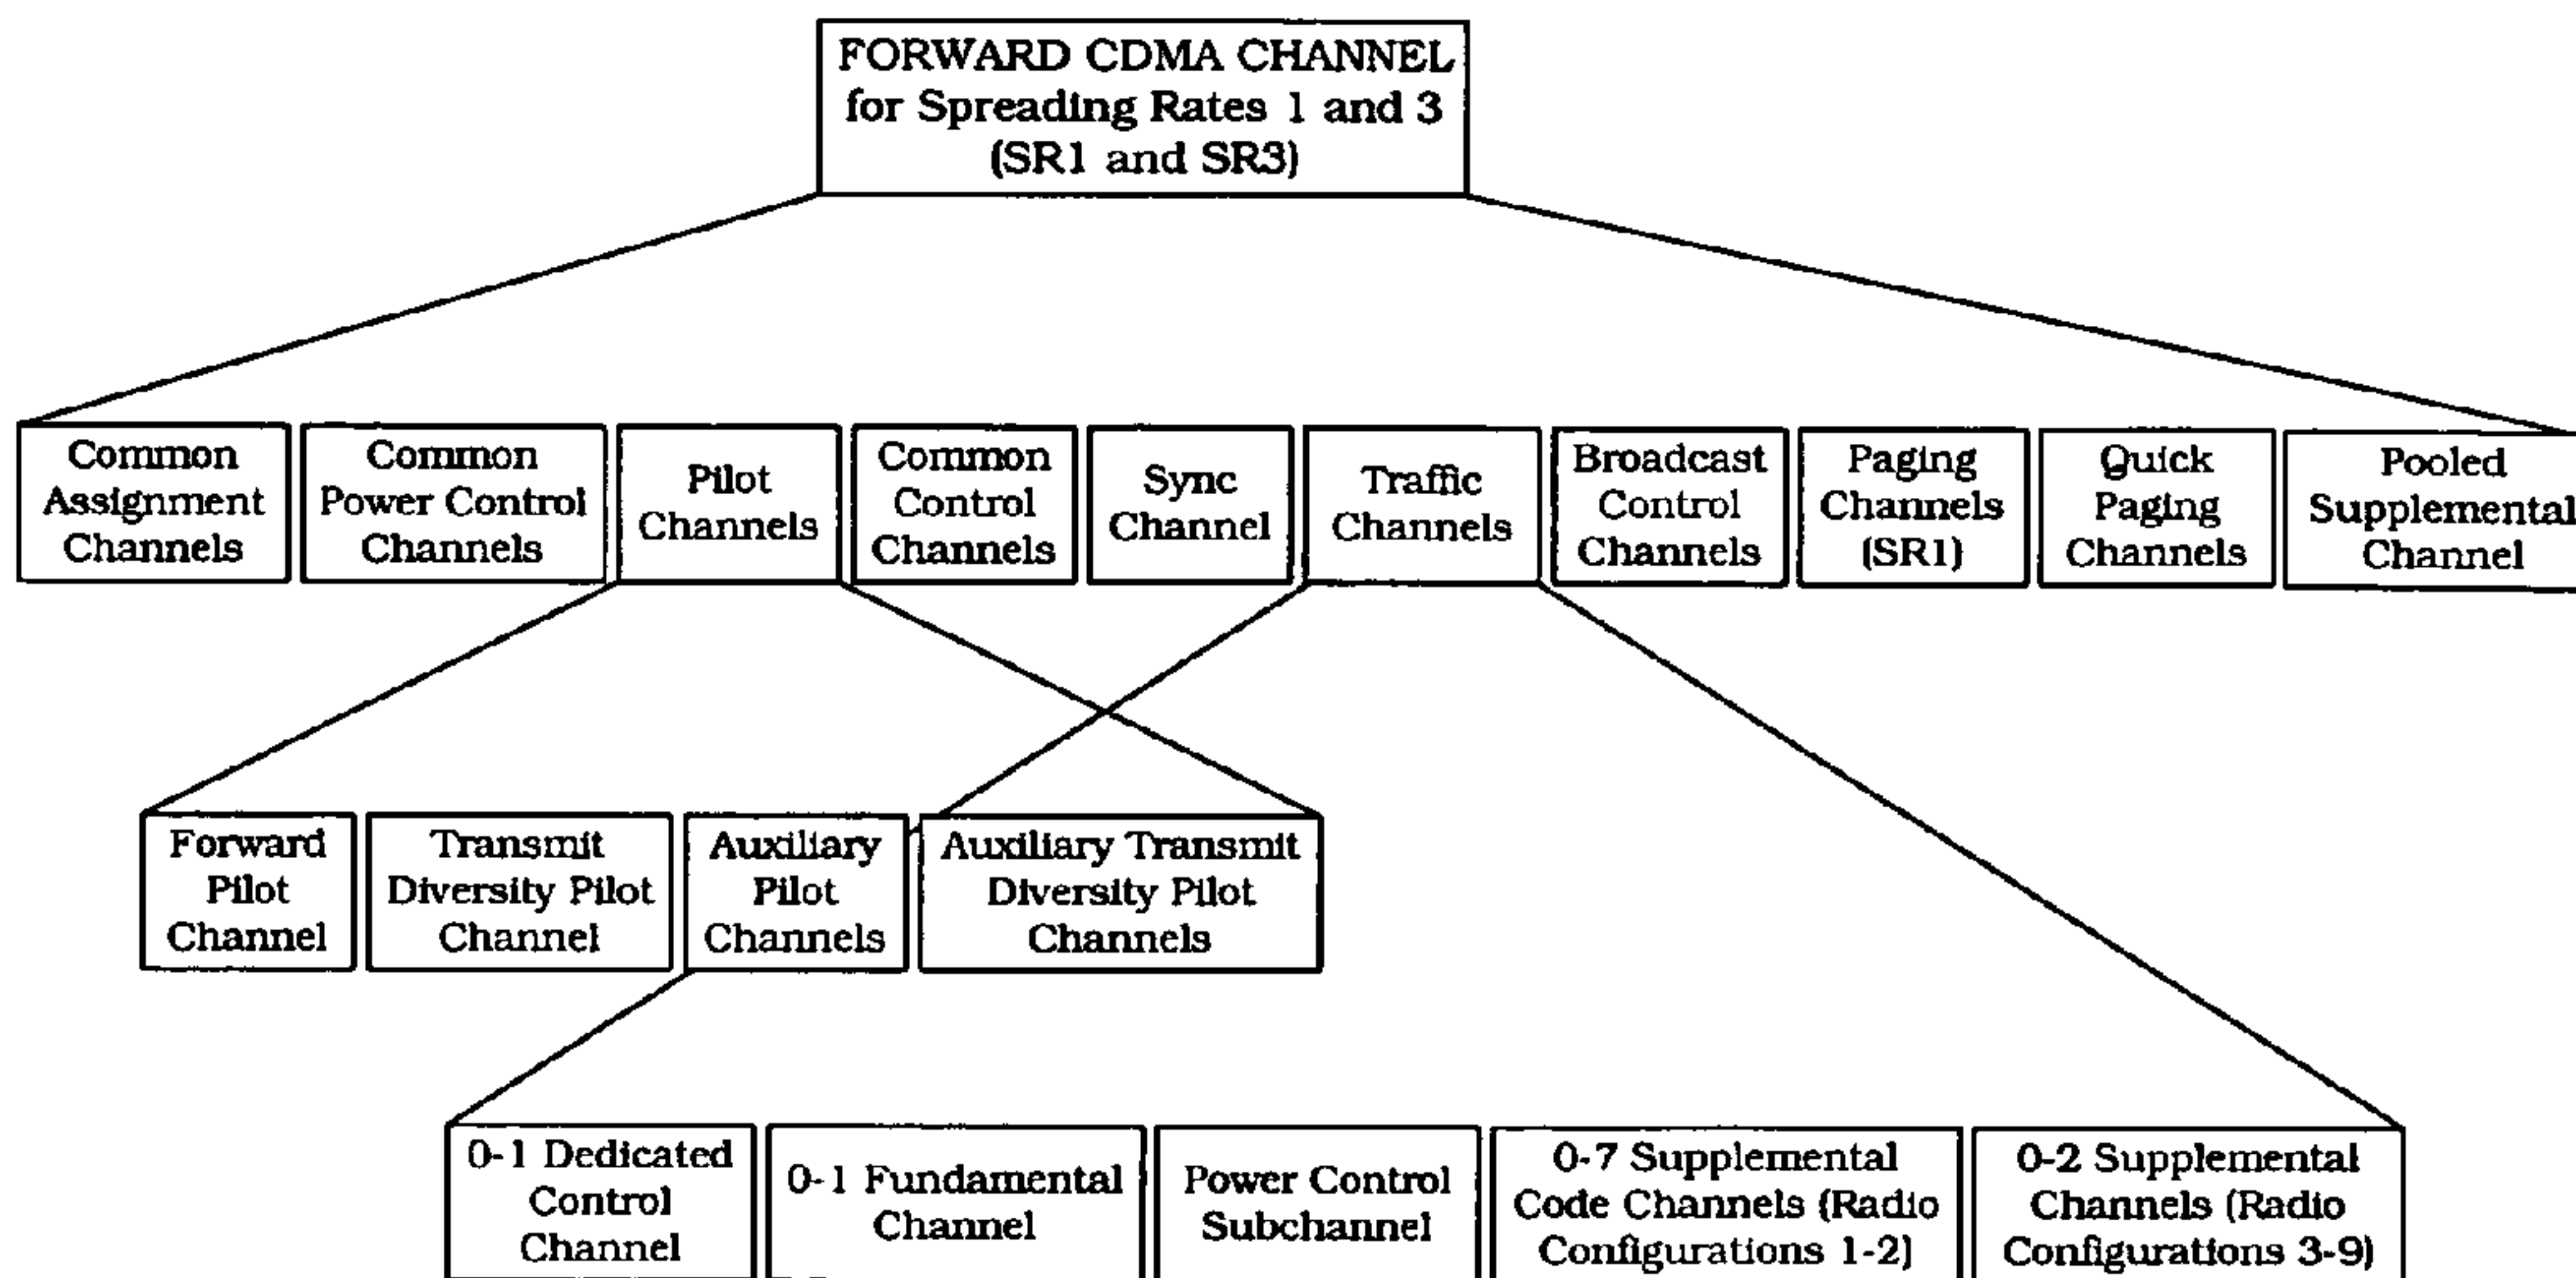 FORWARD CDMA CHANNEL
for Spreading Rates 1 and 3
(SR1 and SR3)
Common
Assignment
Channels
Common
Power Control
Channels
Pilot
Channels
Common
Control
Channels
Sync
Channel
Traffic
Channels
Broadcast
Control
Channels
Paging
Channels
(SR1)
Quick
Paging
Channels
Pooled
Supplemental
Channel
Forward
Pilot
Channel
Transmit
Diversity Pilot
Channel
Auxiliary
Pilot
Channels
Auxiliary Transmit
Diversity Pilot
Channels
0-1 Dedicated
Control
Channel
0-1 Fundamental
Channel
Power Control
Subchannel
0-7 Supplemental
Code Channels (Radio
Configurations 1-2)
0-2 Supplemental
Channels (Radio
Configurations 3-9)